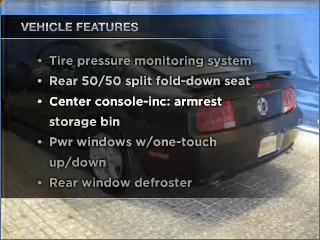 VEHICLE FEATURES
• Tire pressure monitoring system
• Rear 50/50 split fold-down seat
• Center console-inc: armrest
storage bin
• Pwr windows w/one-touch
up/down
• Rear window defroster